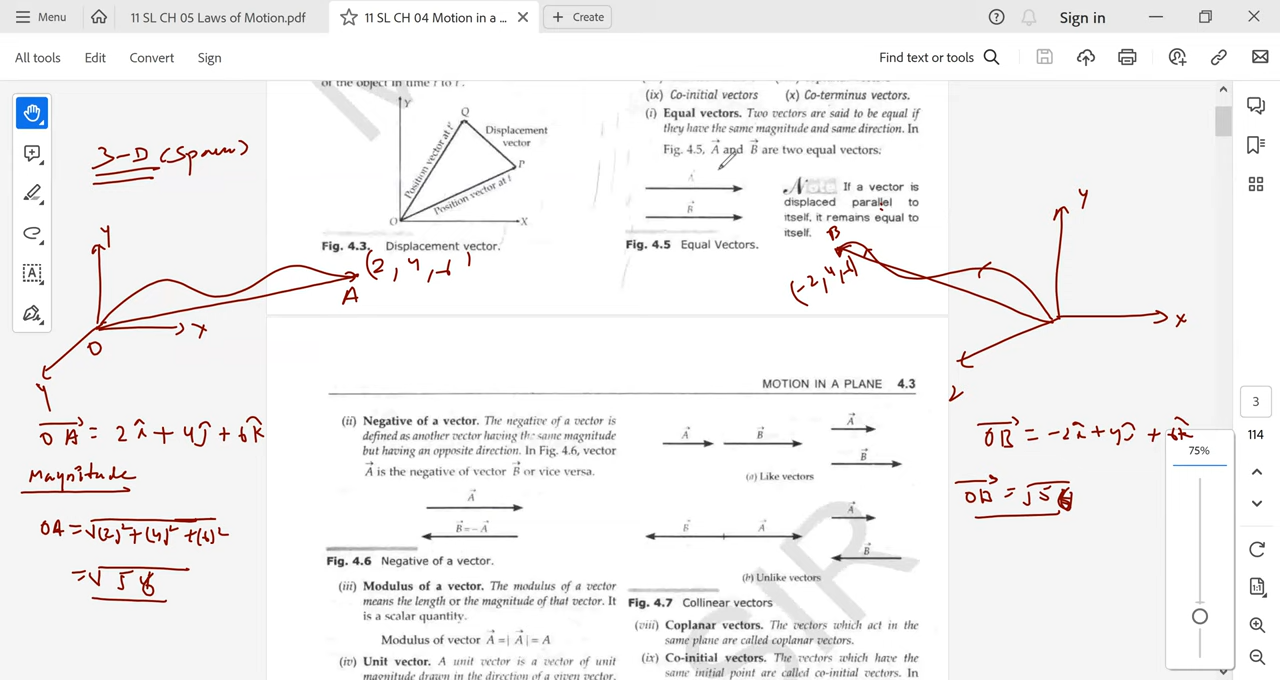 Menu
11 SL CH 05 Laws of Motion.pdf
11 SL CH 04 Motion in a ...
Create
Sign in
All tools
Edit
Convert
Sign
Find text or tools
3-D (Space)
Y
X
Y
O
A
(2, 4, 6)
OA = 2î + 4ĵ + 6k̂
Magnitude
OA = √(2)² + (4)² + (6)²
= √56
of the object in time t to t'.
Y
Q
Displacement
vector
P
Position vector at t'
Position vector at t
O
X
Fig. 4.3. Displacement vector.
(ix) Co-initial vectors (x) Co-terminus vectors.
(i) Equal vectors. Two vectors are said to be equal if
they have the same magnitude and same direction. In
Fig. 4.5, A and B are two equal vectors.
A
B
Fig. 4.5 Equal Vectors.
Note If a vector is
displaced parallel to
itself, it remains equal to
itself.
MOTION IN A PLANE 4.3
(ii) Negative of a vector. The negative of a vector is
defined as another vector having the same magnitude
but having an opposite direction. In Fig. 4.6, vector
A is the negative of vector B or vice versa.
A
B = − A
Fig. 4.6 Negative of a vector.
(iii) Modulus of a vector. The modulus of a vector
means the length or the magnitude of that vector. It
is a scalar quantity.
Modulus of vector A = | A | = A
(iv) Unit vector. A unit vector is a vector of unit
magnitude drawn in the direction of a given vector.
A
B
A
B
(a) Like vectors
B
A
A
B
(b) Unlike vectors
Fig. 4.7 Collinear vectors
(viii) Coplanar vectors. The vectors which act in the
same plane are called coplanar vectors.
(ix) Co-initial vectors. The vectors which have the
same initial point are called co-initial vectors. In
SIR
B
(-2, 4, 6)
Y
X
Z
OB = -2î + 4ĵ + 6k̂
OB = √56
3
114
75%